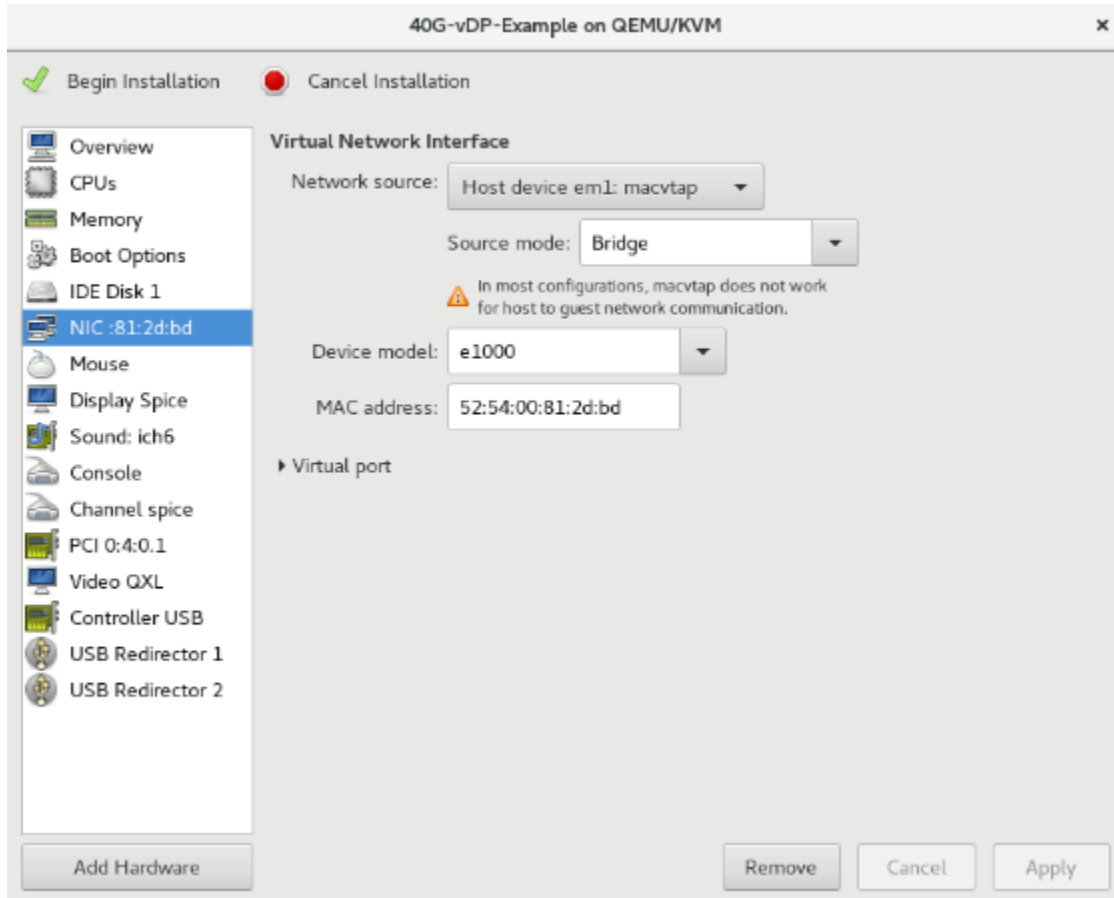 40G-vDP-Example on QEMU/KVM
Begin Installation
Cancel Installation
Overview
CPUs
Memory
Boot Options
IDE Disk 1
NIC :81:2d:bd
Mouse
Display Spice
Sound: ich6
Console
Channel spice
PCI 0:4:0.1
Video QXL
Controller USB
USB Redirector 1
USB Redirector 2
Add Hardware
Virtual Network Interface
Network source: Host device em1: macvtap
Source mode: Bridge
In most configurations, macvtap does not work
for host to guest network communication.
Device model: e1000
MAC address: 52:54:00:81:2d:bd
Virtual port
Remove
Cancel
Apply